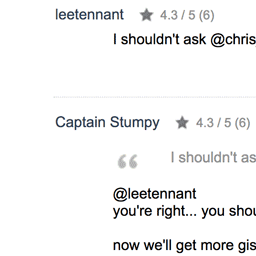 leetennant ★ 4.3 / 5 (6)
I shouldn't ask @chris
Captain Stumpy ★ 4.3 / 5 (6)
“ I shouldn't as
@leetennant
you're right... you shou
now we'll get more gis